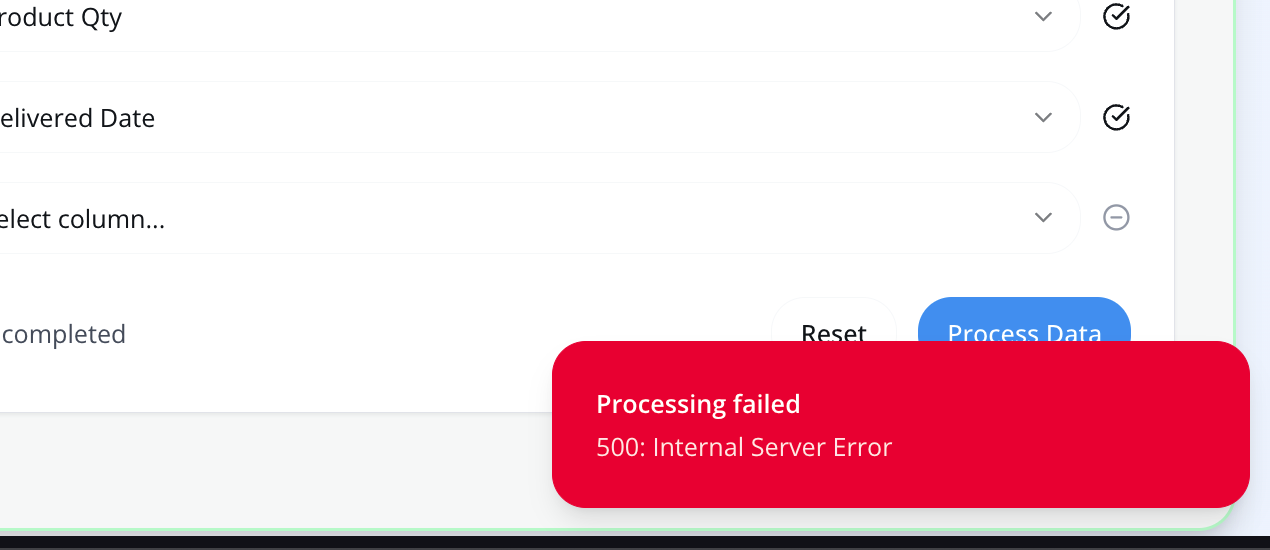 roduct Qty
elivered Date
elect column...
completed
Reset
Process Data
Processing failed
500: Internal Server Error